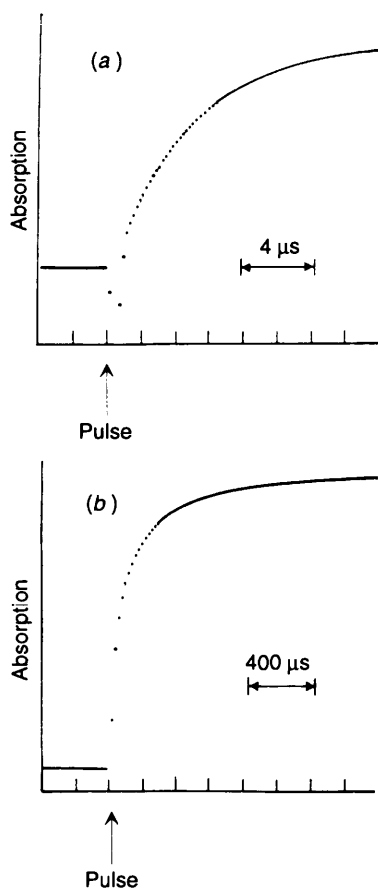 (a)
Absorption
4 µs
Pulse
(b)
Absorption
400 µs
Pulse